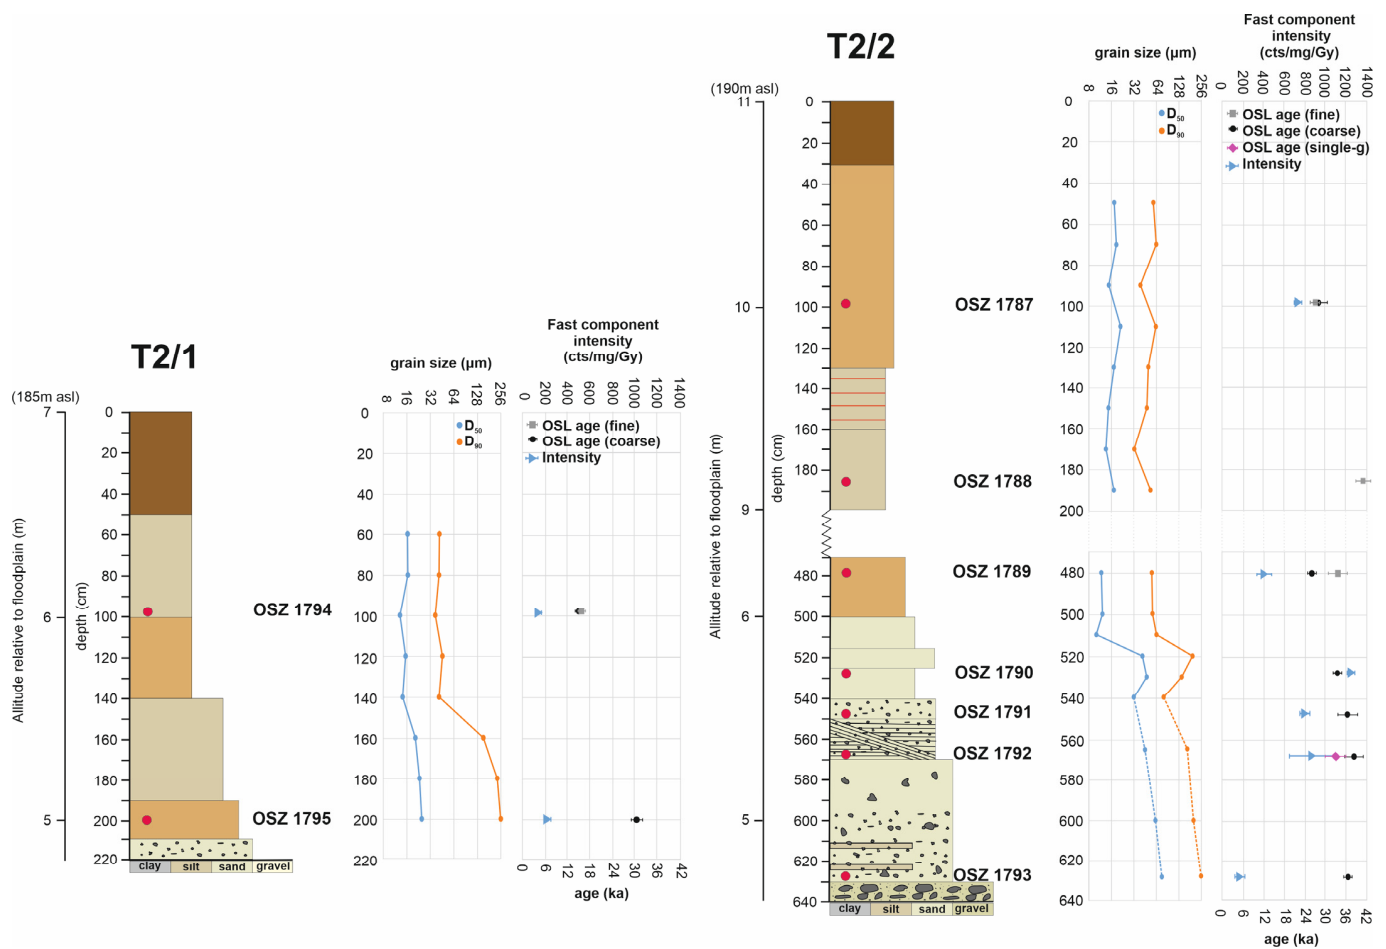 T2/1
(185m asl)
7
6
5
Allitude relative to floodplain (m)
depth (cm)
0
20
40
60
80
100
120
140
160
180
200
220
clay silt sand gravel
OSZ 1794
OSZ 1795
grain size (µm)
8 16 32 64 128 256
D50
D90
0
20
40
60
80
100
120
140
160
180
200
220
Fast component
intensity
(cts/mg/Gy)
0 200 400 600 800 1000 1200 1400
OSL age (fine)
OSL age (coarse)
Intensity
0 6 12 18 24 30 36 42
age (ka)
T2/2
(190m asl)
11
10
9
6
5
Allitude relative to floodplain (m)
depth (cm)
0
20
40
60
80
100
120
140
160
180
480
500
520
540
560
580
600
620
640
clay silt sand gravel
OSZ 1787
OSZ 1788
OSZ 1789
OSZ 1790
OSZ 1791
OSZ 1792
OSZ 1793
grain size (µm)
8 16 32 64 128 256
D50
D90
0
20
40
60
80
100
120
140
160
180
200
480
500
520
540
560
580
600
620
640
Fast component
intensity
(cts/mg/Gy)
0 200 400 600 800 1000 1200 1400
OSL age (fine)
OSL age (coarse)
OSL age (single-g)
Intensity
0 6 12 18 24 30 36 42
age (ka)